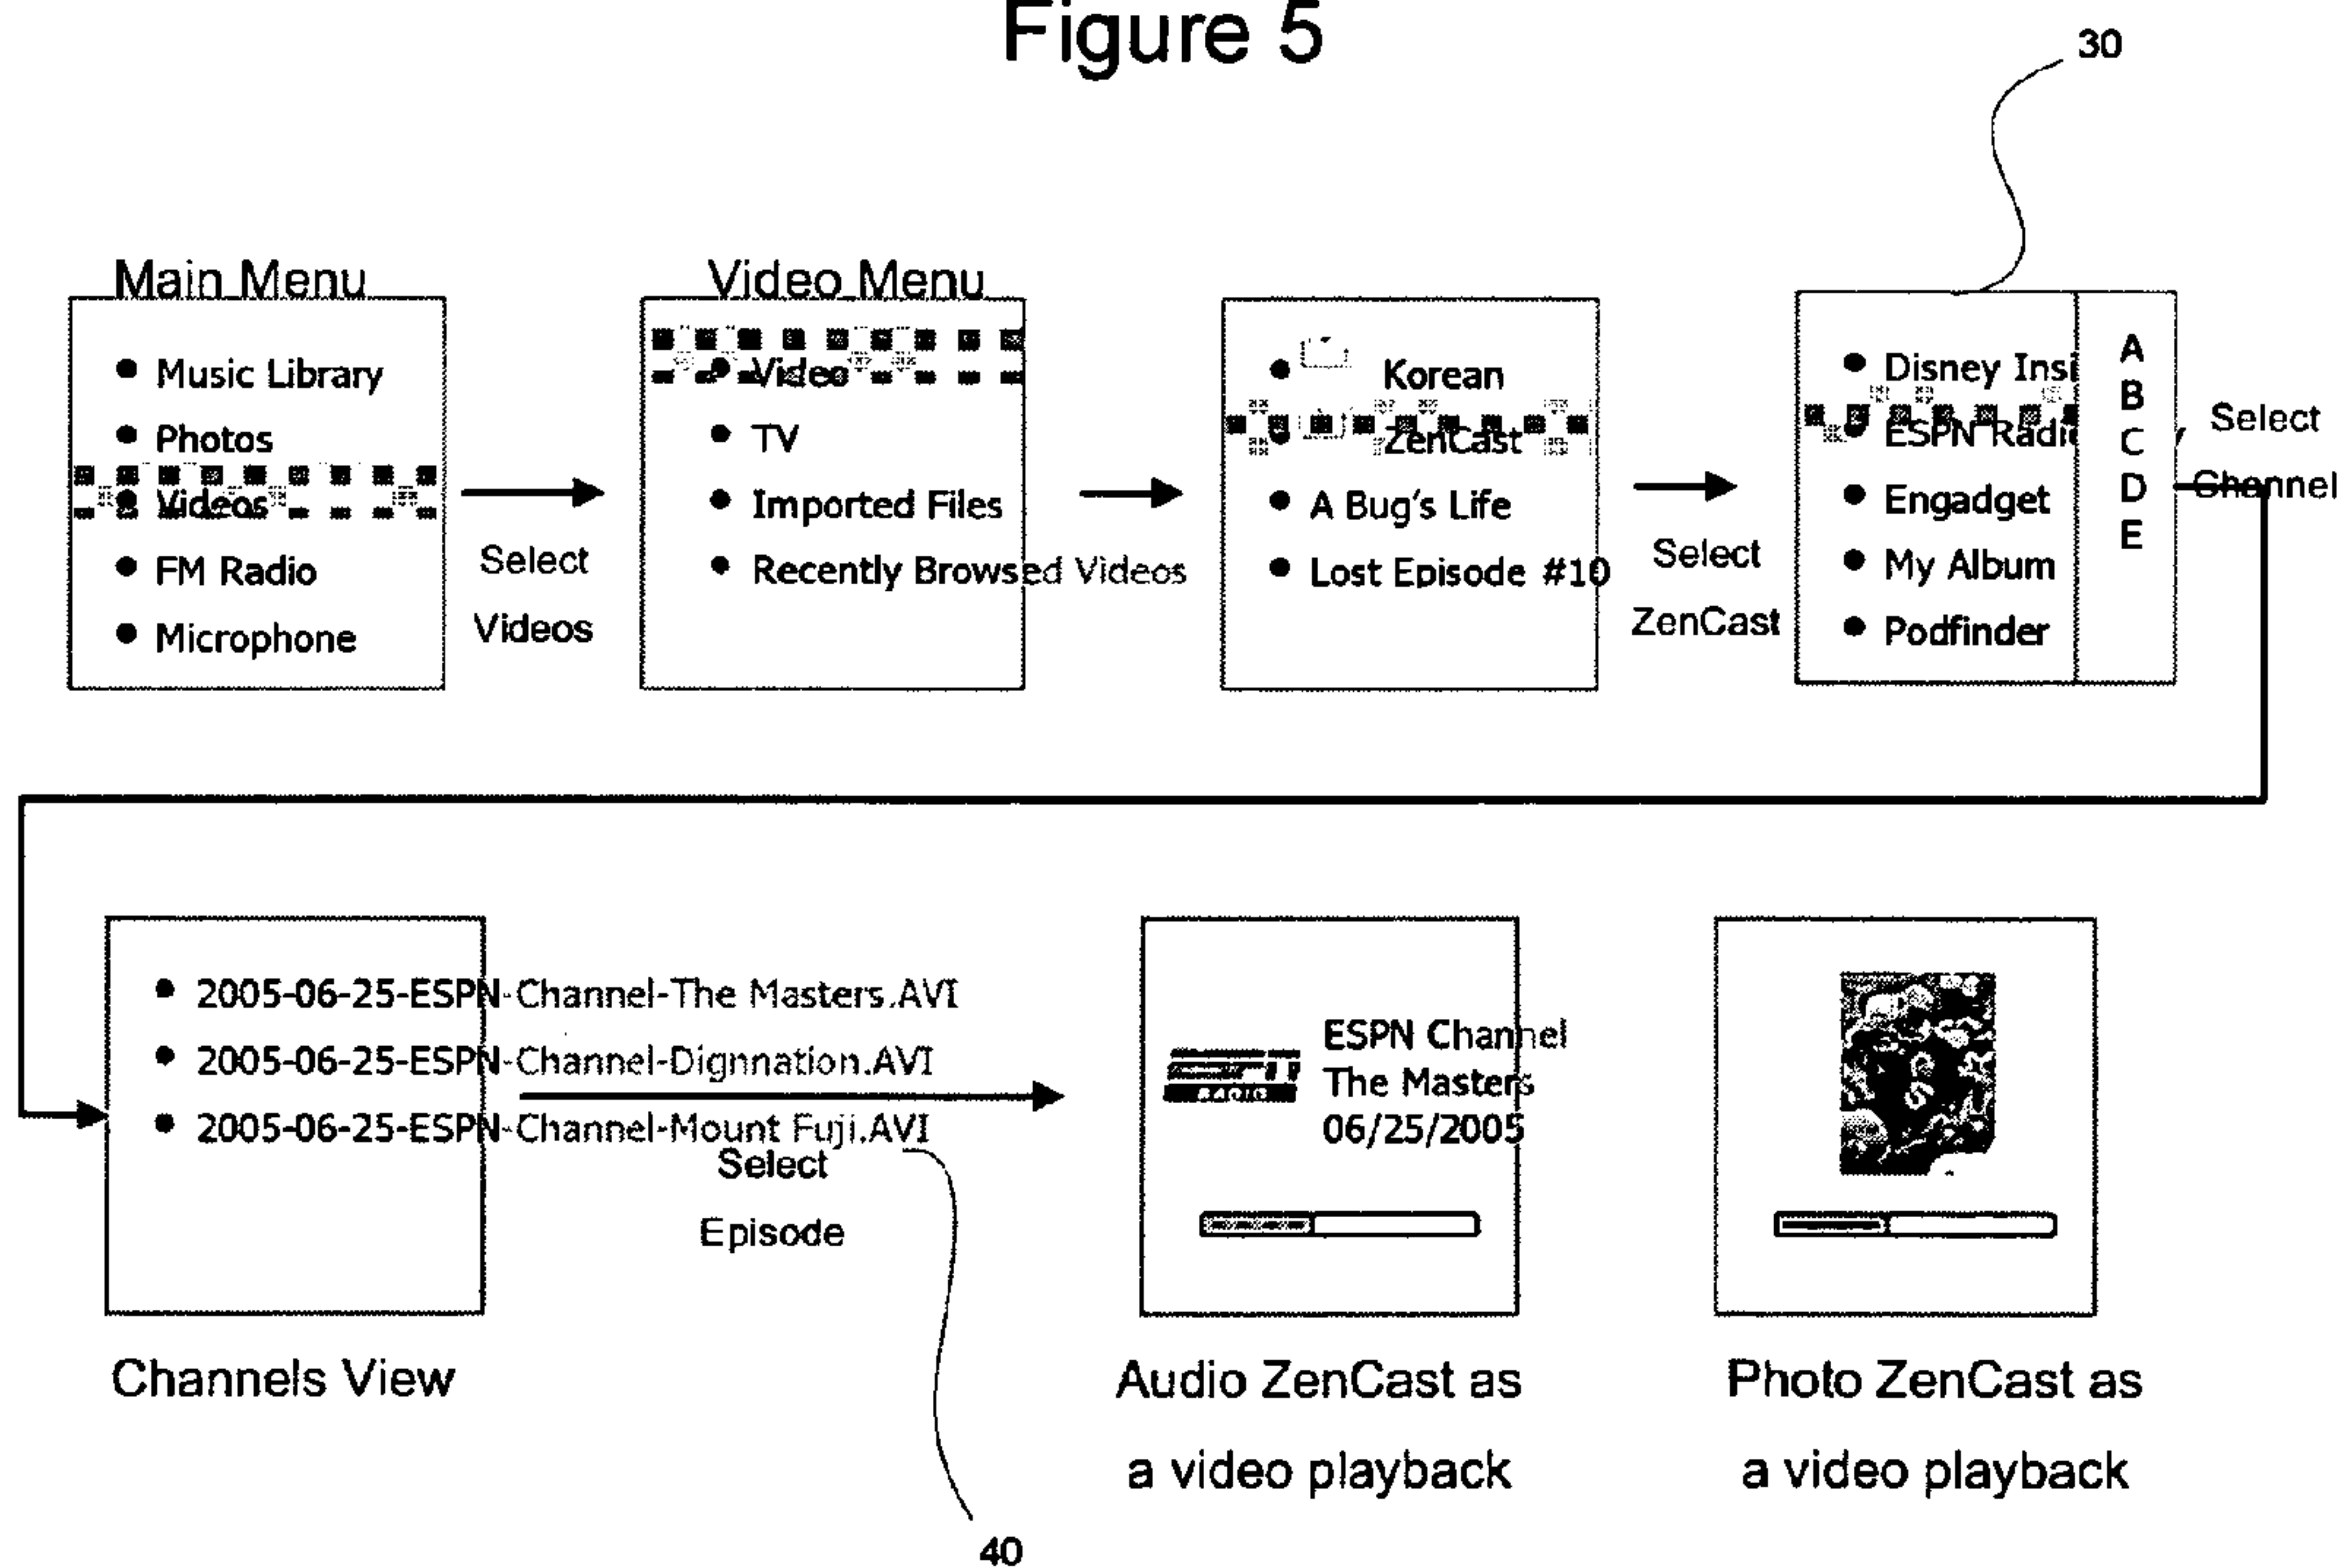 Figure 5
30
Main Menu
Music Library
Photos
Videos
FM Radio
Microphone
Select
Videos
Video Menu
Video
TV
Imported Files
Recently Browsed Videos
Korean
ZenCast
A Bug's Life
Lost Episode #10
Select
ZenCast
Disney Insi
ESPN Radi
Engadget
My Album
Podfinder
A
B
C
D
E
Select
Channel
2005-06-25-ESPN-Channel-The Masters.AVI
2005-06-25-ESPN-Channel-Dignnation.AVI
2005-06-25-ESPN-Channel-Mount Fuji.AVI
Channels View
Select
Episode
40
RADIO
ESPN Channel
The Masters
06/25/2005
Audio ZenCast as
a video playback
Photo ZenCast as
a video playback